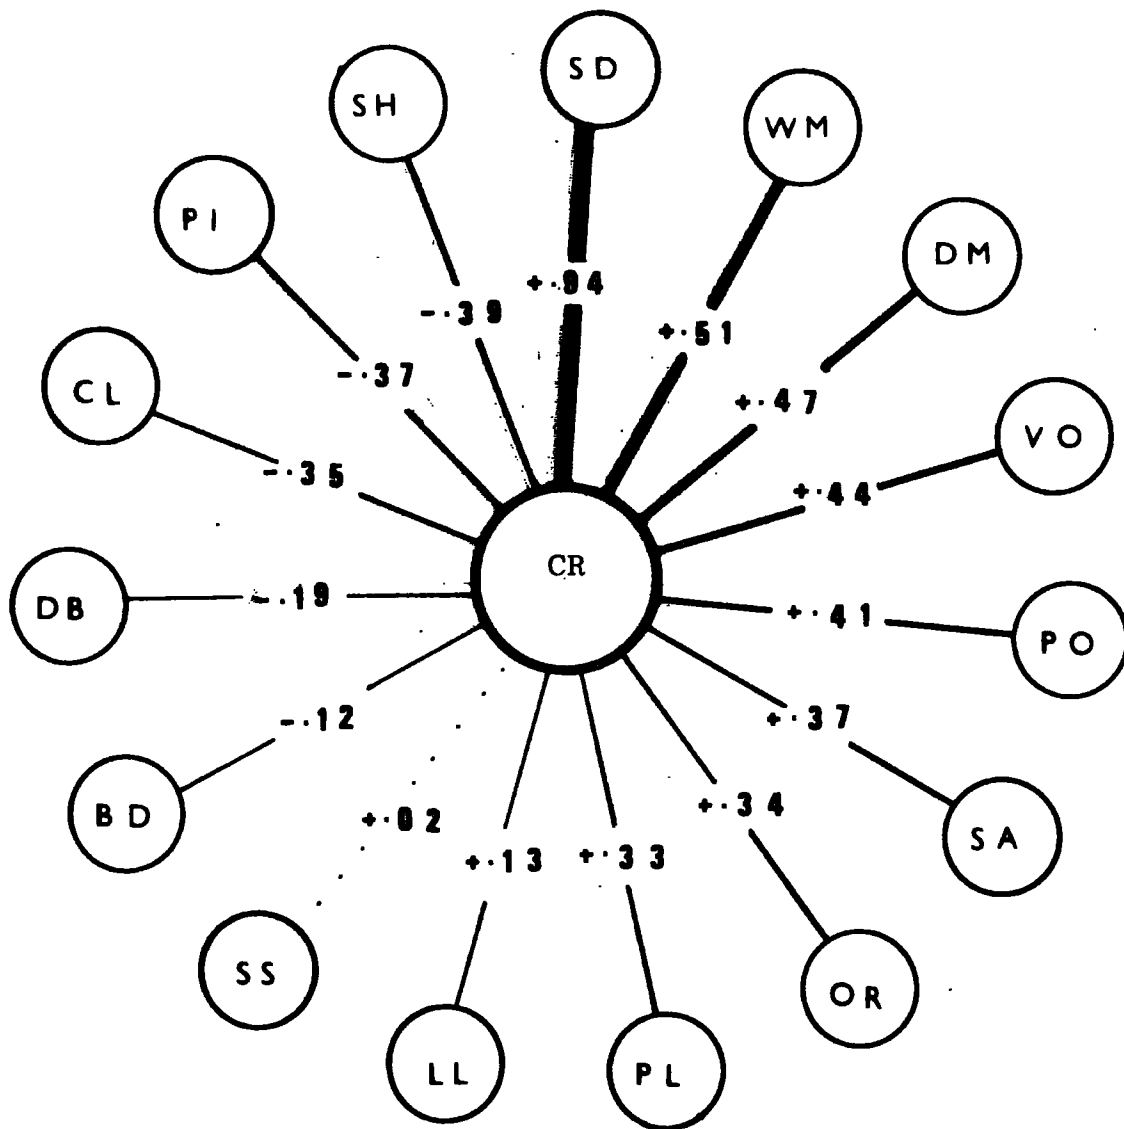 SD
SH
WM
PI
DM
+.94
-.39
+.51
-.37
CL
+.47
VO
-.35
+.44
CR
DB
-.19
+.41
PO
-.12
+.37
BD
+.02
+.34
SA
+.13
+.33
SS
OR
LL
PL